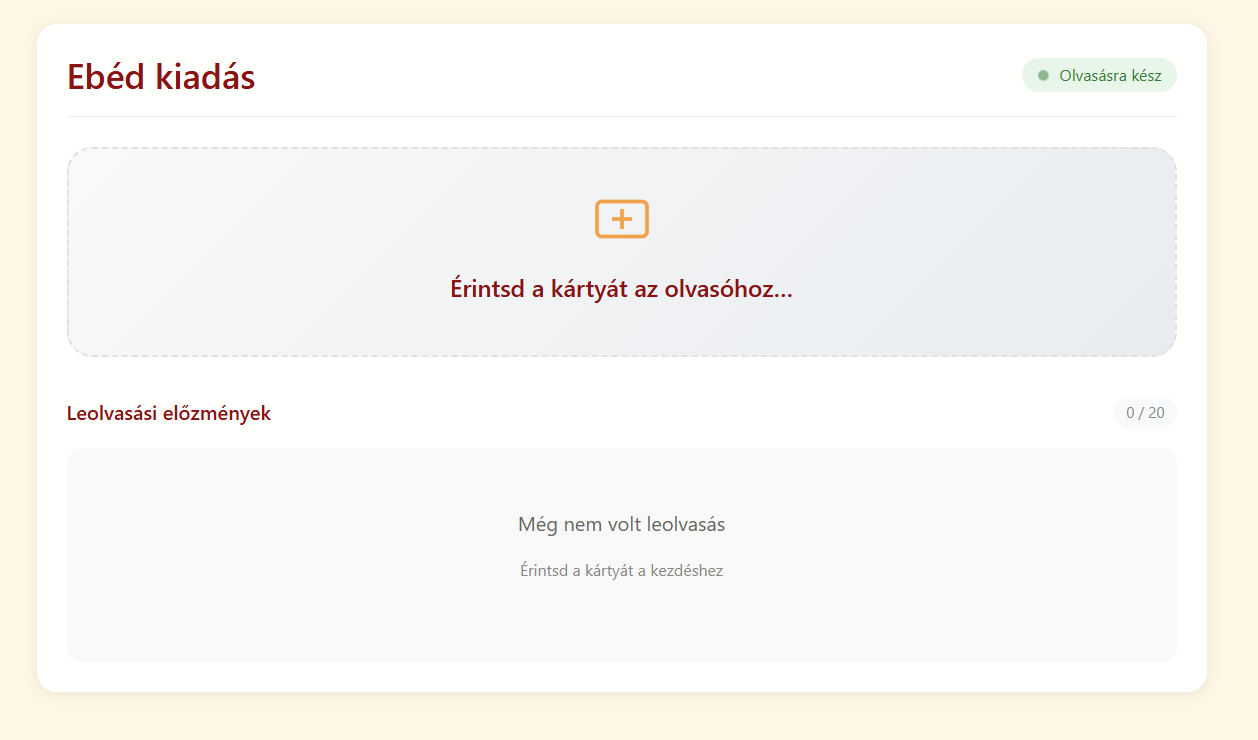 Ebéd kiadás
Olvasásra kész
Érintsd a kártyát az olvasóhoz...
Leolvasási előzmények
0 / 20
Még nem volt leolvasás
Érintsd a kártyát a kezdéshez